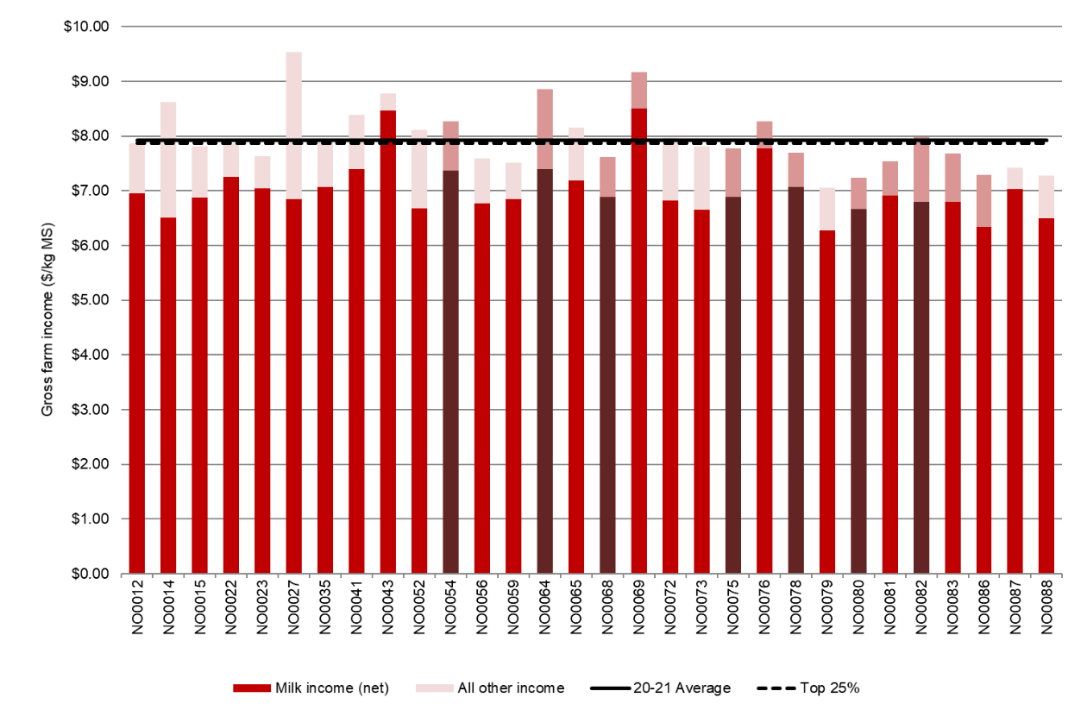 $10.00
$9.00
$8.00
$7.00
$6.00
$5.00
$4.00
$3.00
$2.00
$1.00
$0.00
Gross farm income ($/kg MS)
NO0012
NO0014
NO0015
NO0022
NO0023
NO0027
NO0035
NO0041
NO0043
NO0052
NO0054
NO0056
NO0059
NO0064
NO0065
NO0068
NO0069
NO0072
NO0073
NO0075
NO0076
NO0078
NO0079
NO0080
NO0081
NO0082
NO0083
NO0086
NO0087
NO0088
Milk income (net) All other income 20-21 Average Top 25%